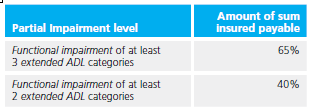 Partial Impairment level
Amount of sum
insured payable
Functional impairment of at least
3 extended ADL categories
65%
Functional impairment of at least
2 extended ADL categories
40%